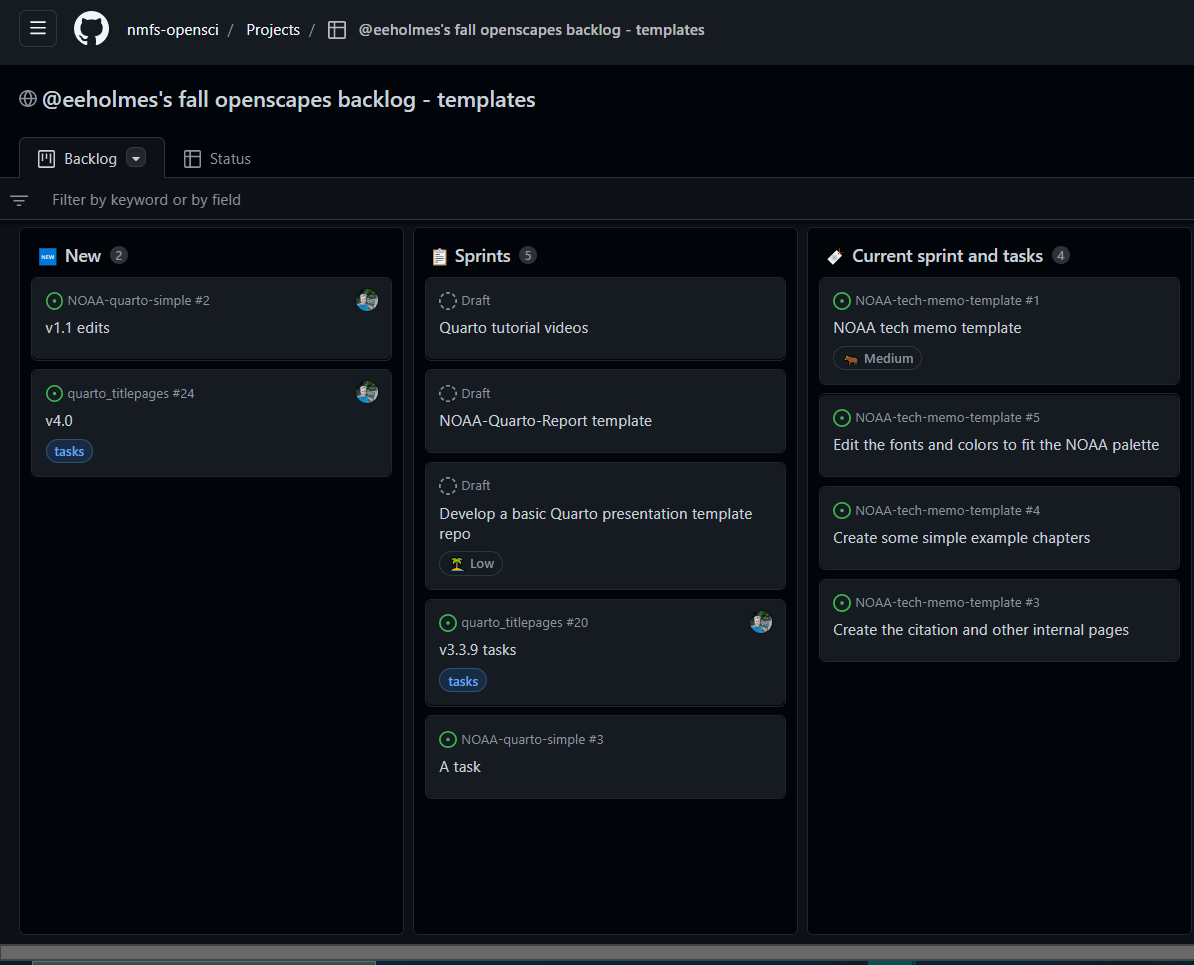 nmfs-opensci / Projects / @eeholmes's fall openscapes backlog - templates
@eeholmes's fall openscapes backlog - templates
Backlog
Status
Filter by keyword or by field
NEW New 2
NOAA-quarto-simple #2
v1.1 edits
quarto_titlepages #24
v4.0
tasks
Sprints 5
Draft
Quarto tutorial videos
Draft
NOAA-Quarto-Report template
Draft
Develop a basic Quarto presentation template
repo
Low
quarto_titlepages #20
v3.3.9 tasks
tasks
NOAA-quarto-simple #3
A task
Current sprint and tasks 4
NOAA-tech-memo-template #1
NOAA tech memo template
Medium
NOAA-tech-memo-template #5
Edit the fonts and colors to fit the NOAA palette
NOAA-tech-memo-template #4
Create some simple example chapters
NOAA-tech-memo-template #3
Create the citation and other internal pages